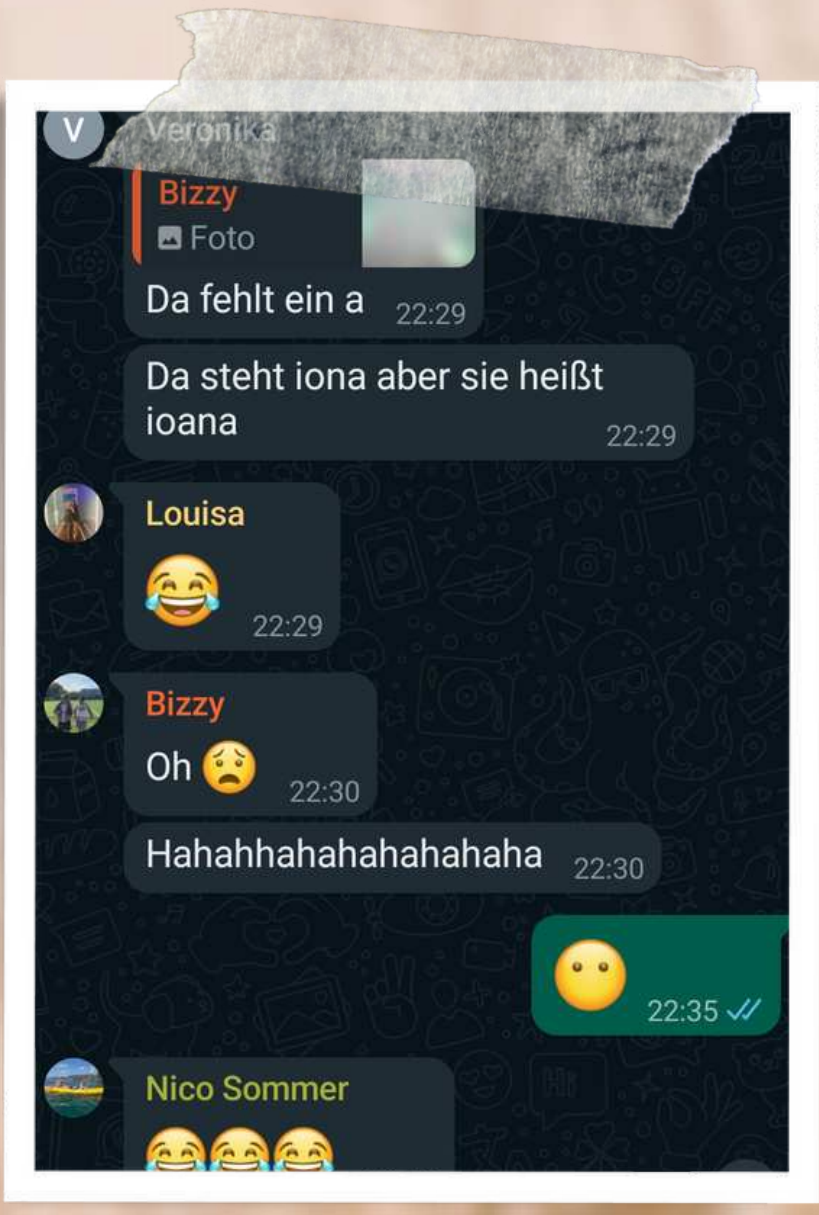 V
Veronika
Bizzy
Foto
Da fehlt ein a 22:29
Da steht iona aber sie heißt
ioana
22:29
Louisa
😂
22:29
Bizzy
Oh 😧 22:30
Hahahhahahahahahaha 22:30
😶
22:35
Nico Sommer
😂😂😂